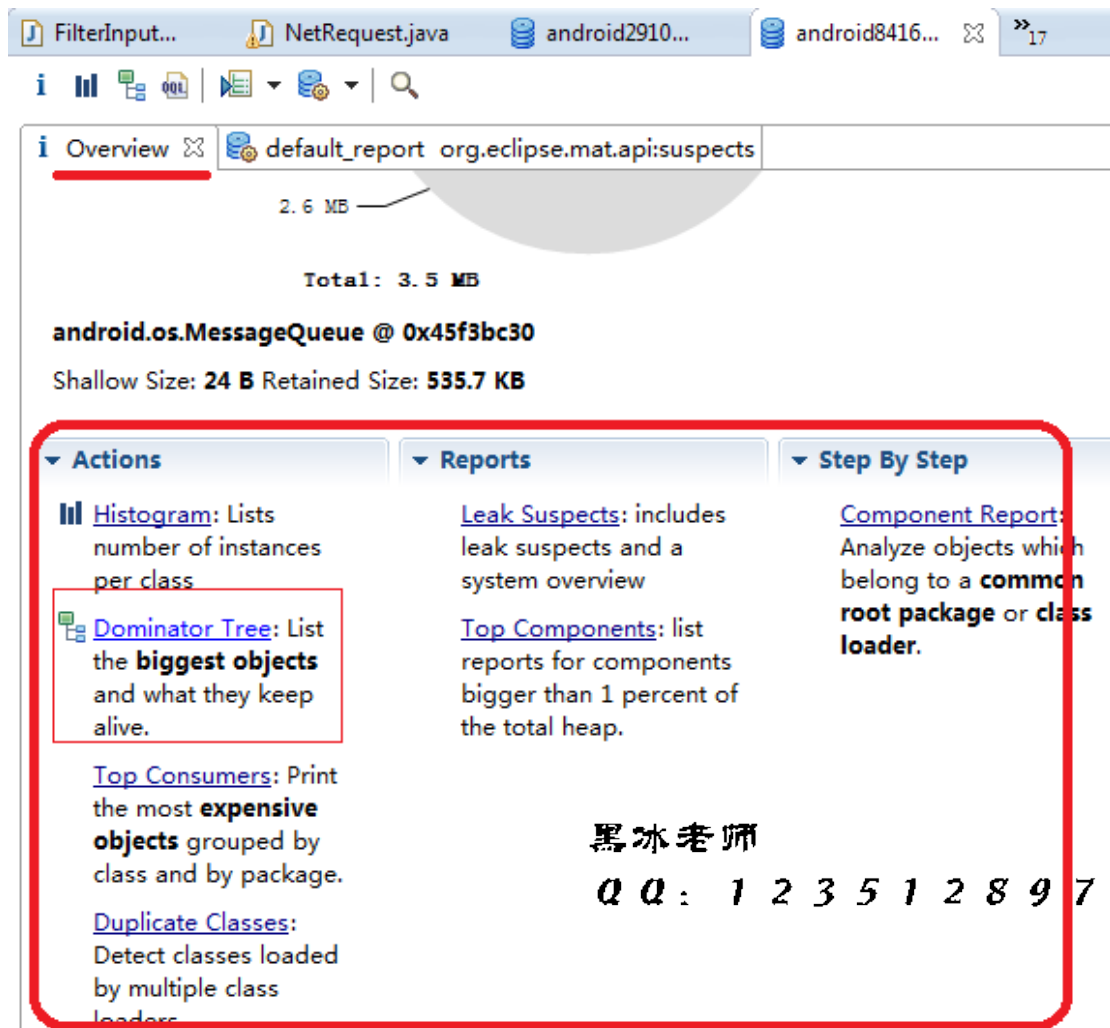 FilterInput...
NetRequest.java
android2910...
android8416...
»17
i
OQL
i Overview
default_report org.eclipse.mat.api:suspects
2.6 MB
Total: 3.5 MB
android.os.MessageQueue @ 0x45f3bc30
Shallow Size: 24 B Retained Size: 535.7 KB
Actions
Histogram: Lists
number of instances
per class
Dominator Tree: List
the biggest objects
and what they keep
alive.
Top Consumers: Print
the most expensive
objects grouped by
class and by package.
Duplicate Classes:
Detect classes loaded
by multiple class
loaders
Reports
Leak Suspects: includes
leak suspects and a
system overview
Top Components: list
reports for components
bigger than 1 percent of
the total heap.
Step By Step
Component Report:
Analyze objects which
belong to a common
root package or class
loader.
黑冰老师
QQ: 123512897